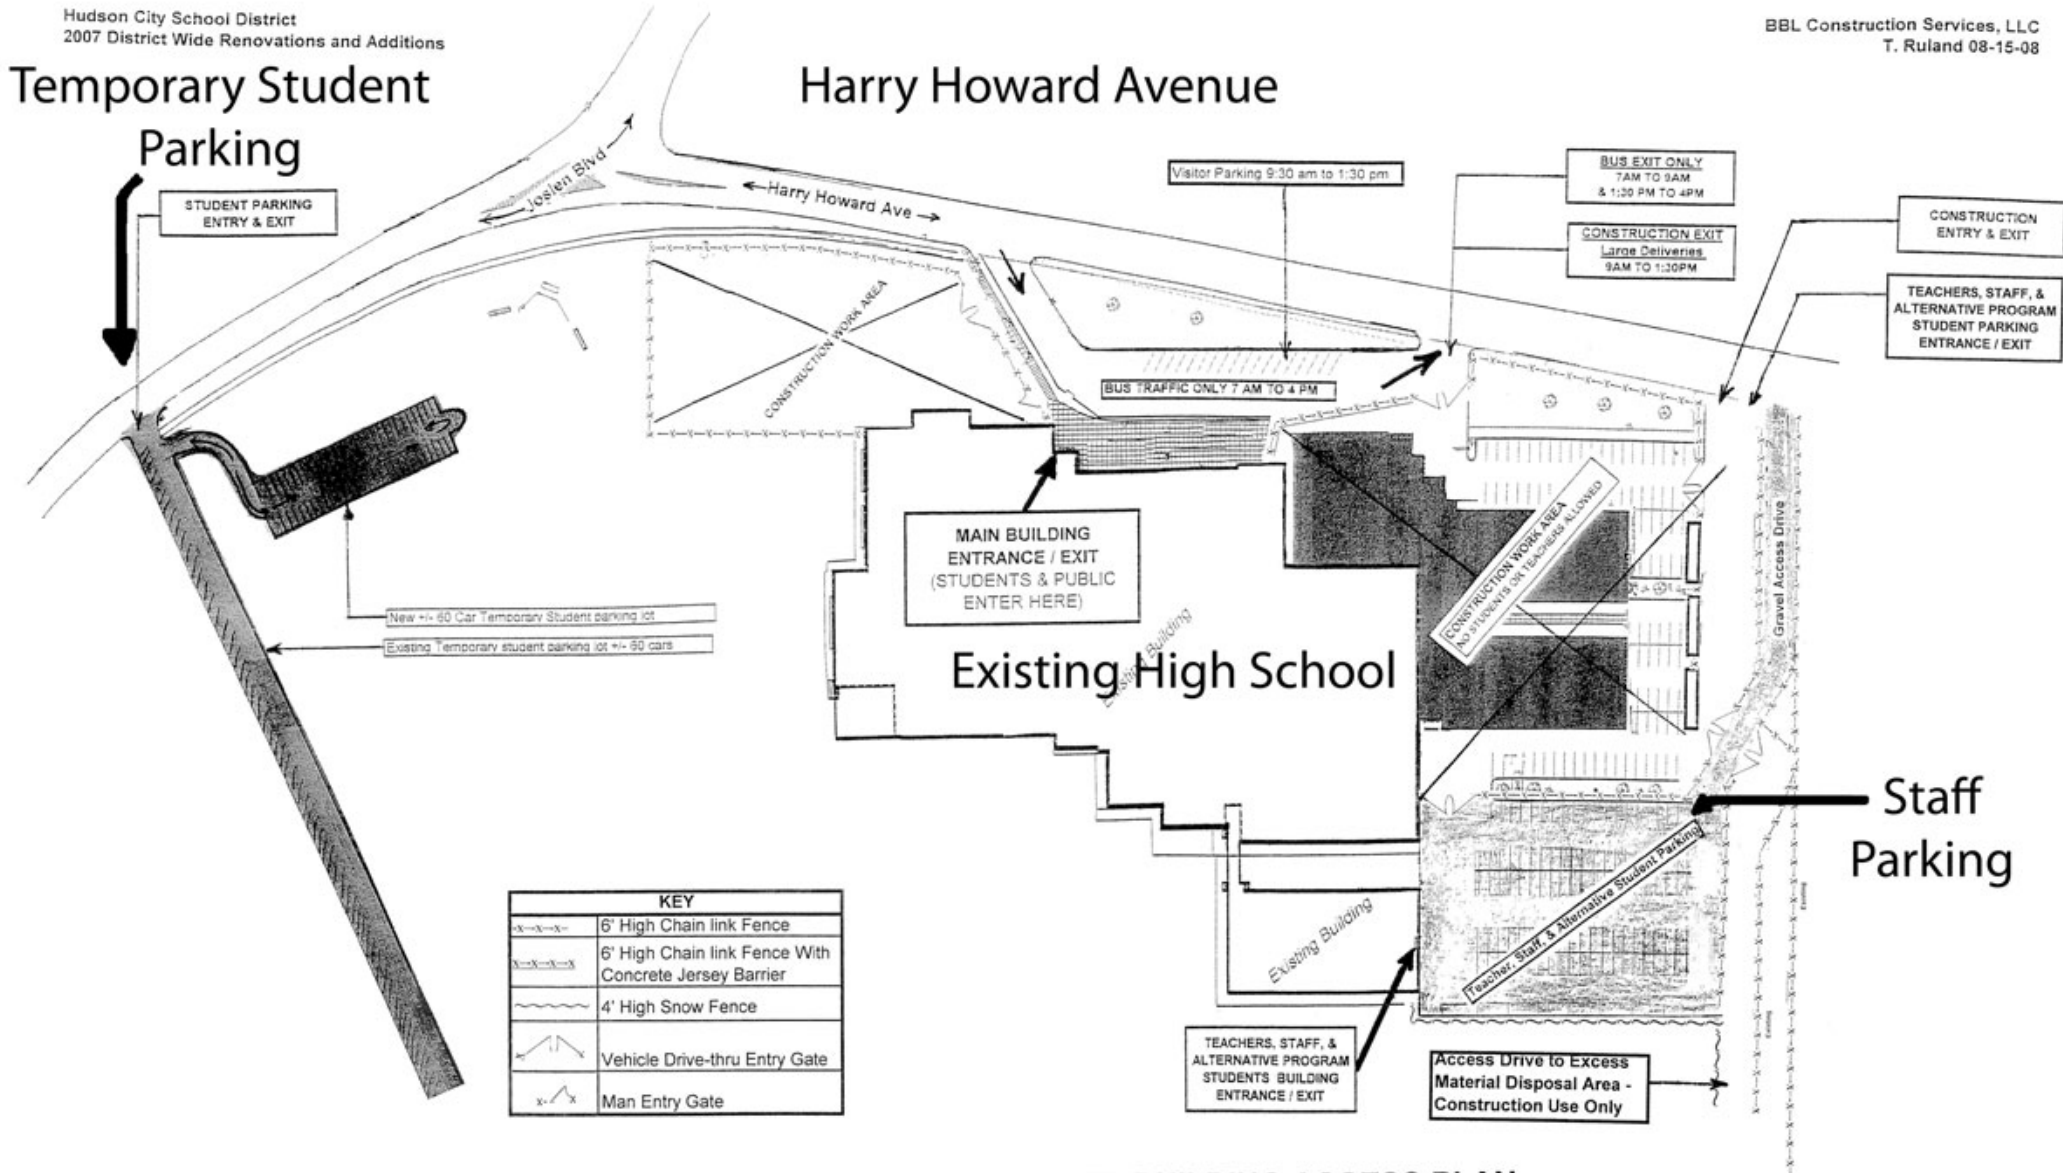 Hudson City School District
2007 District Wide Renovations and Additions
BBL Construction Services, LLC
T. Ruland 08-15-08
Temporary Student
Parking
Harry Howard Avenue
STUDENT PARKING
ENTRY & EXIT
Joslen Blvd
Harry Howard Ave
Visitor Parking 9:30 am to 1:30 pm
BUS EXIT ONLY
7AM TO 9AM
& 1:30 PM TO 4PM
CONSTRUCTION EXIT
Large Deliveries
9AM TO 1:30PM
CONSTRUCTION
ENTRY & EXIT
TEACHERS, STAFF, &
ALTERNATIVE PROGRAM
STUDENT PARKING
ENTRANCE / EXIT
CONSTRUCTION WORK AREA
BUS TRAFFIC ONLY 7 AM TO 4 PM
MAIN BUILDING
ENTRANCE / EXIT
(STUDENTS & PUBLIC
ENTER HERE)
CONSTRUCTION WORK AREA
NO STUDENTS OR TEACHERS ALLOWED
Gravel Access Drive
New +/- 60 Car Temporary Student parking lot
Existing Temporary student parking lot +/- 60 cars
Existing Building
Existing High School
Staff
Parking
Teacher, Staff, & Alternative Student Parking
Existing Building
KEY
-x--x--x- 6' High Chain link Fence
x--x--x--x 6' High Chain link Fence With
Concrete Jersey Barrier
4' High Snow Fence
Vehicle Drive-thru Entry Gate
x- x Man Entry Gate
TEACHERS, STAFF, &
ALTERNATIVE PROGRAM
STUDENTS BUILDING
ENTRANCE / EXIT
Access Drive to Excess
Material Disposal Area -
Construction Use Only